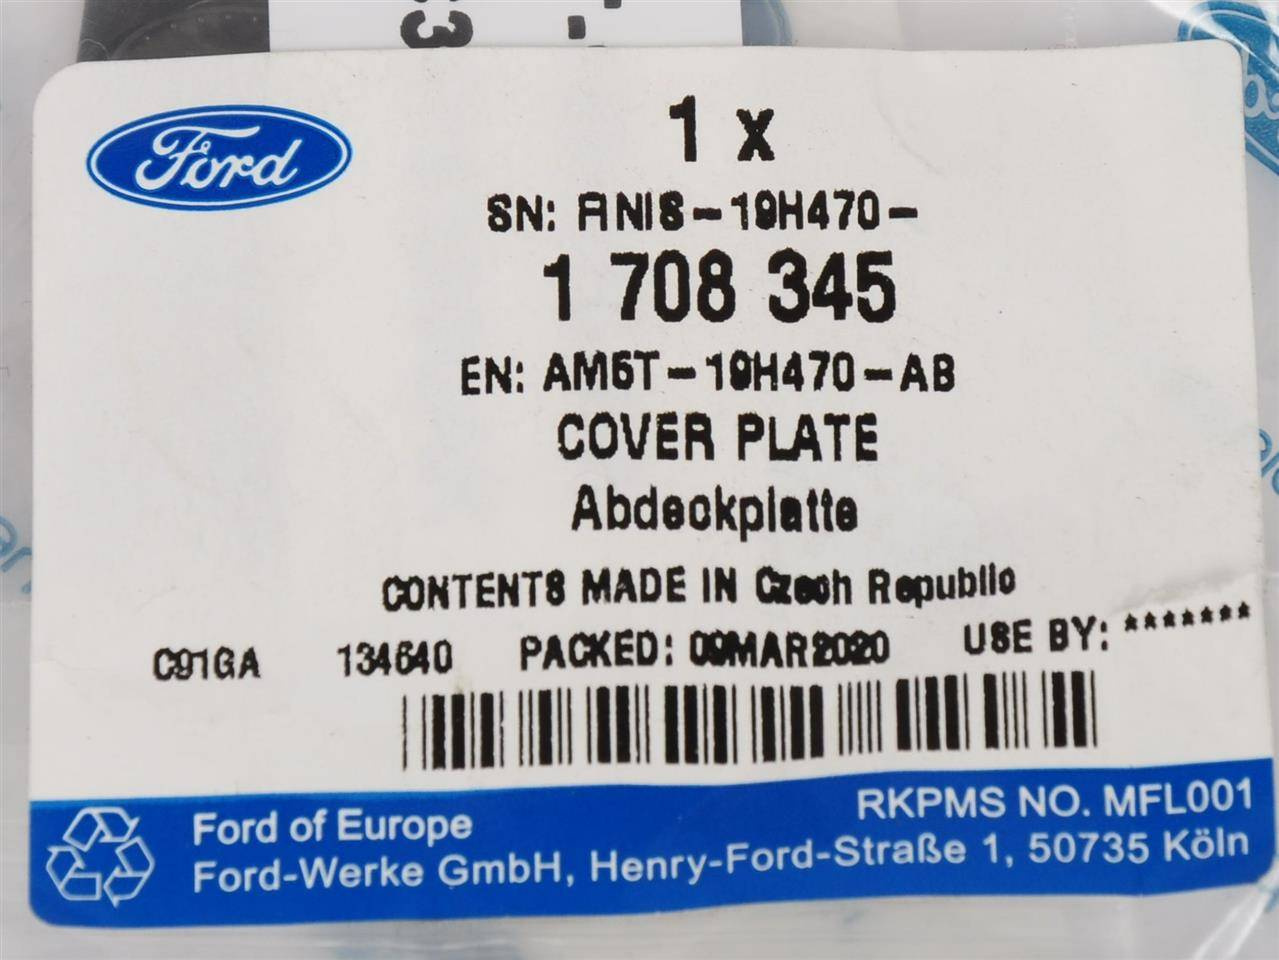 Ford
1 x
SN: ANIS-19H470-
1 708 345
EN: AM5T-19H470-AB
COVER PLATE
Abdeckplatte
CONTENTS MADE IN Czech Republic
C91GA 134640 PACKED: 09MAR2020 USE BY: *******
RKPMS NO. MFL001
Ford of Europe
Ford-Werke GmbH, Henry-Ford-Straße 1, 50735 Köln